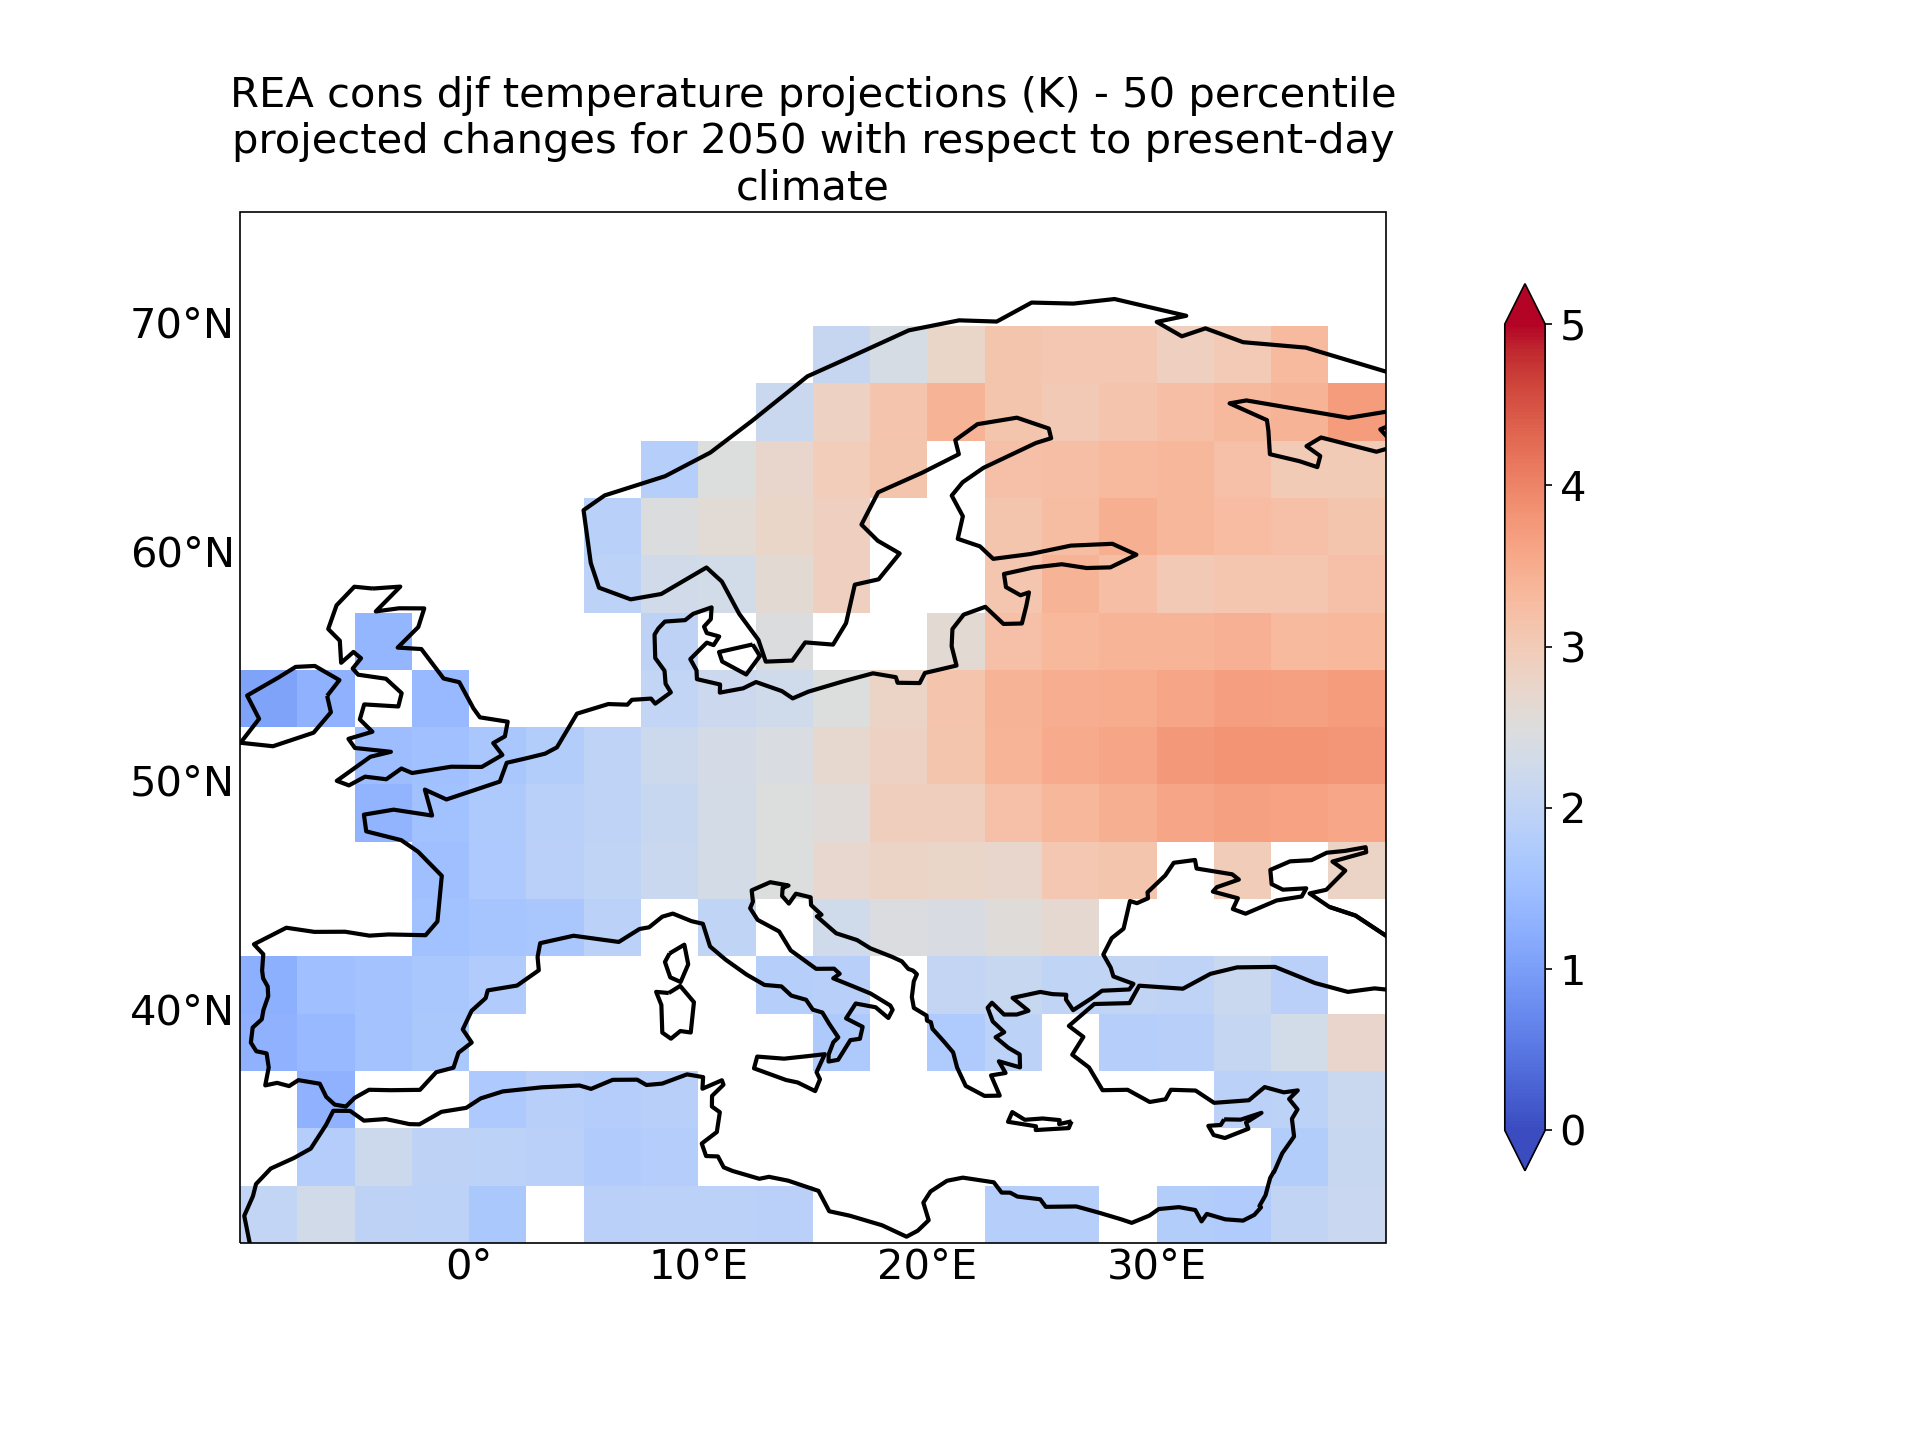 REA cons djf temperature projections (K) - 50 percentile
projected changes for 2050 with respect to present-day
climate
70°N
60°N
50°N
40°N
0°
10°E
20°E
30°E
5
4
3
2
1
0